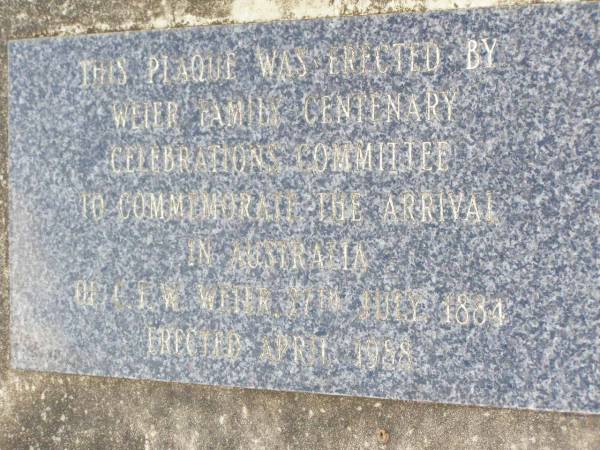 THIS PLAQUE WAS ERECTED BY
WEIER FAMILY CENTENARY
CELEBRATIONS COMMITTEE
TO COMMEMORATE THE ARRIVAL
IN AUSTRALIA
OF C.F.W. WEIER, 27TH JULY, 1884
ERECTED APRIL 1988